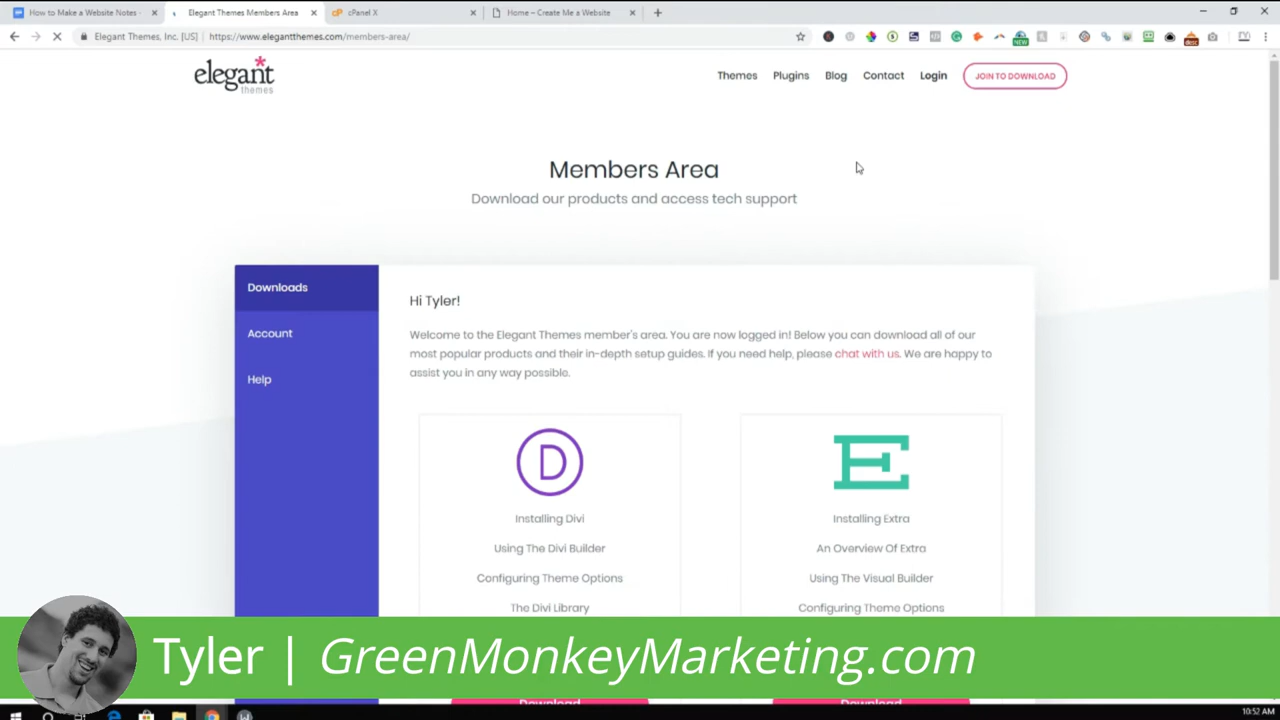 How to Make a Website Notes
Elegant Themes Members Area
cPanel X
Home – Create Me a Website
Elegant Themes, Inc. [US] | https://www.elegantthemes.com/members-area/
elegant
themes
Themes
Plugins
Blog
Contact
Login
JOIN TO DOWNLOAD
Members Area
Download our products and access tech support
Downloads
Account
Help
Hi Tyler!
Welcome to the Elegant Themes member's area. You are now logged in! Below you can download all of our
most popular products and their in-depth setup guides. If you need help, please chat with us. We are happy to
assist you in any way possible.
D
Installing Divi
Using The Divi Builder
Configuring Theme Options
The Divi Library
E
Installing Extra
An Overview Of Extra
Using The Visual Builder
Configuring Theme Options
Tyler | GreenMonkeyMarketing.com
Download
Download
10:52 AM